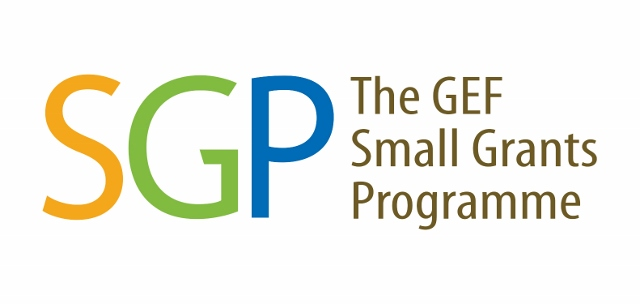 SGP
The GEF
Small Grants
Programme